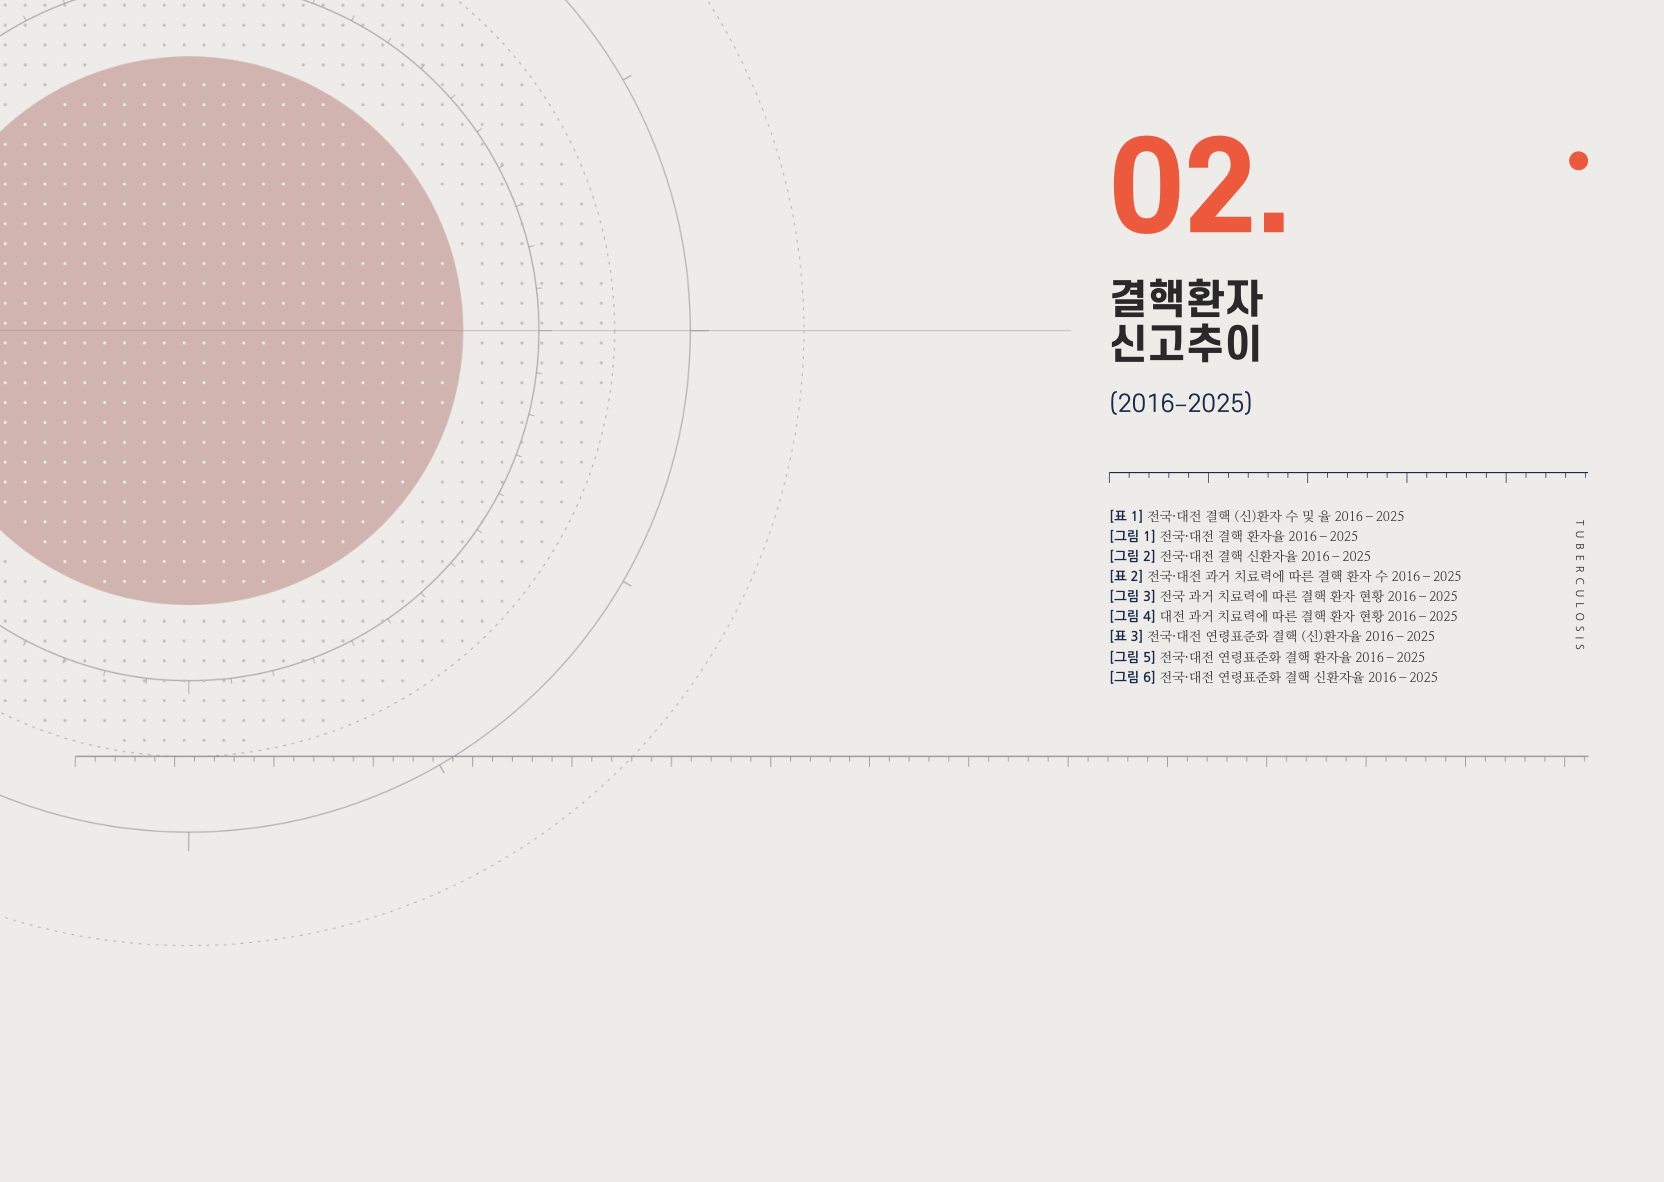 02.
결핵환자
신고추이
(2016–2025)
[표 1] 전국·대전 결핵 (신)환자 수 및 율 2016 – 2025
[그림 1] 전국·대전 결핵 환자율 2016 – 2025
[그림 2] 전국·대전 결핵 신환자율 2016 – 2025
[표 2] 전국·대전 과거 치료력에 따른 결핵 환자 수 2016 – 2025
[그림 3] 전국 과거 치료력에 따른 결핵 환자 현황 2016 – 2025
[그림 4] 대전 과거 치료력에 따른 결핵 환자 현황 2016 – 2025
[표 3] 전국·대전 연령표준화 결핵 (신)환자율 2016 – 2025
[그림 5] 전국·대전 연령표준화 결핵 환자율 2016 – 2025
[그림 6] 전국·대전 연령표준화 결핵 신환자율 2016 – 2025
TUBERCULOSIS